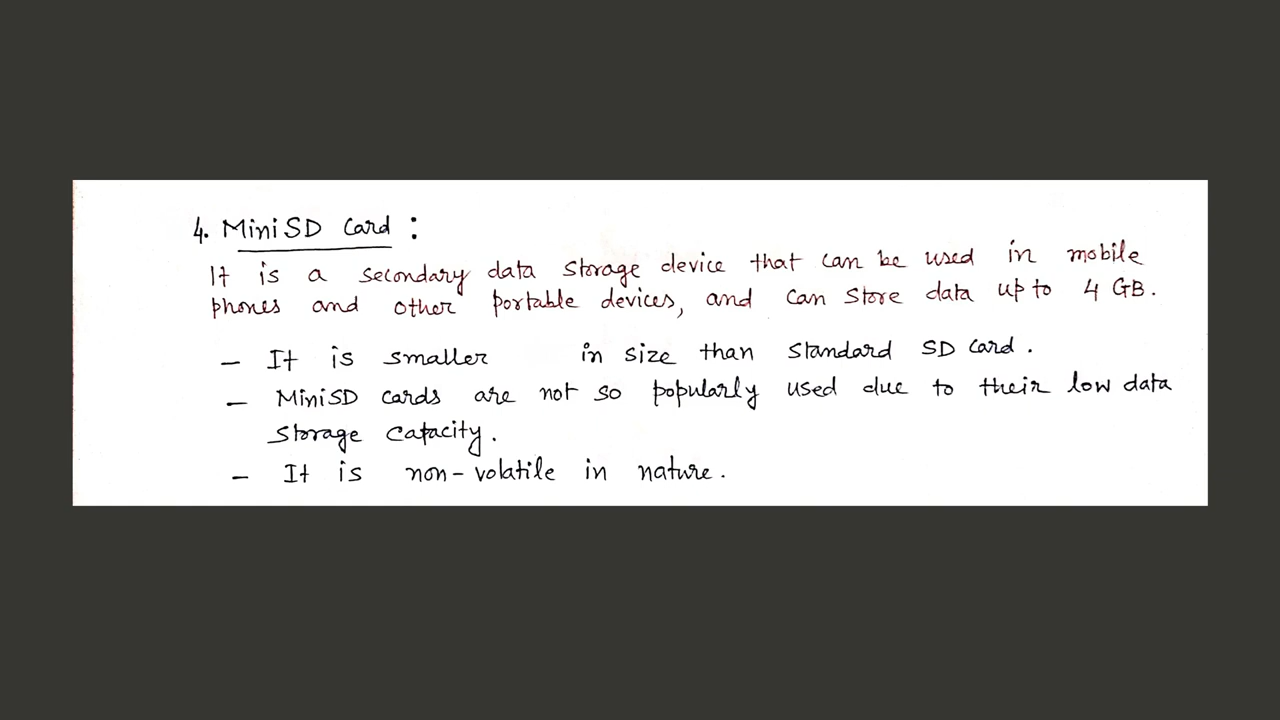 4. MiniSD Card :
It is a secondary data storage device that can be used in mobile
phones and other portable devices, and can store data up to 4 GB.
– It is smaller in size than standard SD card.
– MiniSD cards are not so popularly used due to their low data
storage capacity.
– It is non-volatile in nature.